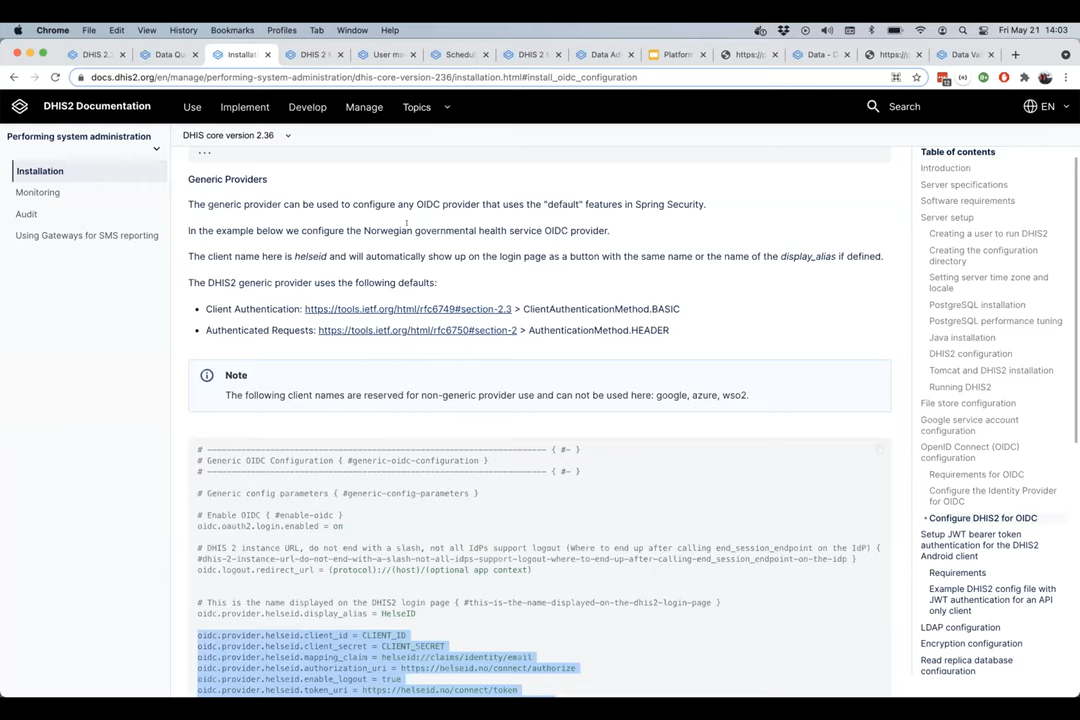 Chrome File Edit View History Bookmarks Profiles Tab Window Help Fri May 21 14:03
DHIS 2. Data Qu Installat DHIS 2 User ma Schedu DHIS 2 Data Ad Platform https://p Data - D https://p Data Va
docs.dhis2.org/en/manage/performing-system-administration/dhis-core-version-236/installation.html#install_oidc_configuration
DHIS2 Documentation Use Implement Develop Manage Topics Search EN
Performing system administration
Installation
Monitoring
Audit
Using Gateways for SMS reporting
DHIS core version 2.36
...
Generic Providers
The generic provider can be used to configure any OIDC provider that uses the "default" features in Spring Security.
In the example below we configure the Norwegian governmental health service OIDC provider.
The client name here is helseid and will automatically show up on the login page as a button with the same name or the name of the display_alias if defined.
The DHIS2 generic provider uses the following defaults:
• Client Authentication: https://tools.ietf.org/html/rfc6749#section-2.3 > ClientAuthenticationMethod.BASIC
• Authenticated Requests: https://tools.ietf.org/html/rfc6750#section-2 > AuthenticationMethod.HEADER
Note
The following client names are reserved for non-generic provider use and can not be used here: google, azure, wso2.
# ---------------------------------------------------------------------- { #- }
# Generic OIDC Configuration { #generic-oidc-configuration }
# ---------------------------------------------------------------------- { #- }
# Generic config parameters { #generic-config-parameters }
# Enable OIDC { #enable-oidc }
oidc.oauth2.login.enabled = on
# DHIS 2 instance URL, do not end with a slash, not all IdPs support logout (Where to end up after calling end_session_endpoint on the IdP) {
#dhis-2-instance-url-do-not-end-with-a-slash-not-all-idps-support-logout-where-to-end-up-after-calling-end_session_endpoint-on-the-idp }
oidc.logout.redirect_url = (protocol)://(host)/(optional app context)
# This is the name displayed on the DHIS2 login page { #this-is-the-name-displayed-on-the-dhis2-login-page }
oidc.provider.helseid.display_alias = HelseID
oidc.provider.helseid.client_id = CLIENT_ID
oidc.provider.helseid.client_secret = CLIENT_SECRET
oidc.provider.helseid.mapping_claim = helseid://claims/identity/email
oidc.provider.helseid.authorization_uri = https://helseid.no/connect/authorize
oidc.provider.helseid.enable_logout = true
oidc.provider.helseid.token_uri = https://helseid.no/connect/token
Table of contents
Introduction
Server specifications
Software requirements
Server setup
Creating a user to run DHIS2
Creating the configuration
directory
Setting server time zone and
locale
PostgreSQL installation
PostgreSQL performance tuning
Java installation
DHIS2 configuration
Tomcat and DHIS2 installation
Running DHIS2
File store configuration
Google service account
configuration
OpenID Connect (OIDC)
configuration
Requirements for OIDC
Configure the Identity Provider
for OIDC
• Configure DHIS2 for OIDC
Setup JWT bearer token
authentication for the DHIS2
Android client
Requirements
Example DHIS2 config file with
JWT authentication for an API
only client
LDAP configuration
Encryption configuration
Read replica database
configuration